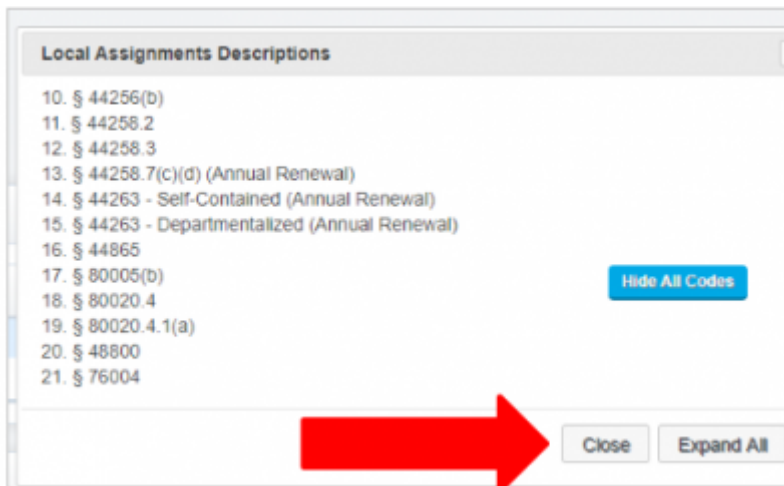 Local Assignments Descriptions
10. § 44256(b)
11. § 44258.2
12. § 44258.3
13. § 44258.7(c)(d) (Annual Renewal)
14. § 44263 - Self-Contained (Annual Renewal)
15. § 44263 - Departmentalized (Annual Renewal)
16. § 44865
17. § 80005(b)
18. § 80020.4
19. § 80020.4.1(a)
20. § 48800
21. § 76004
Hide All Codes
Close
Expand All